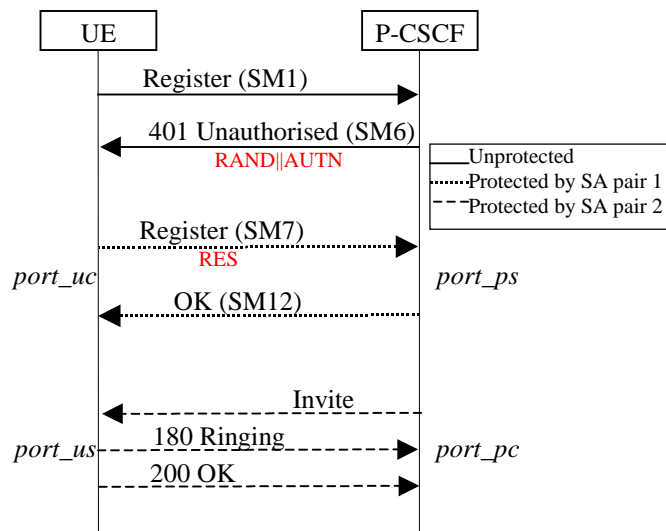 UE
P-CSCF
Register (SM1)
401 Unauthorised (SM6)
RAND||AUTN
Unprotected
Protected by SA pair 1
Protected by SA pair 2
Register (SM7)
RES
port_uc
port_ps
OK (SM12)
Invite
port_us
180 Ringing
port_pc
200 OK